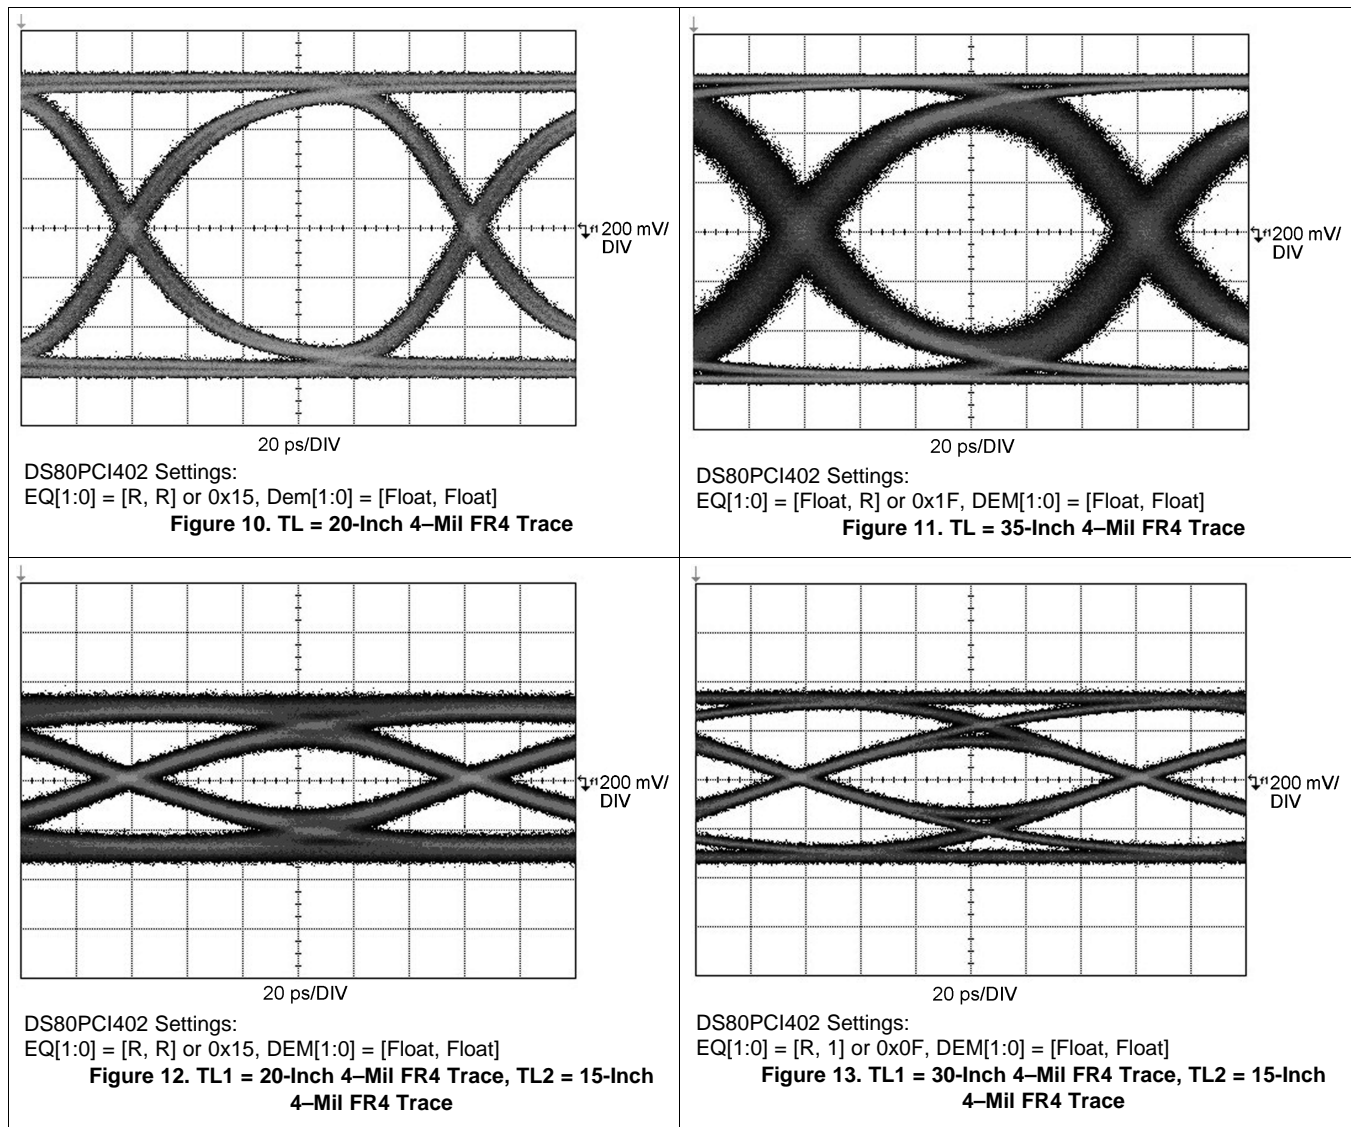 200 mV/
DIV
20 ps/DIV
DS80PCI402 Settings:
EQ[1:0] = [R, R] or 0x15, Dem[1:0] = [Float, Float]
Figure 10. TL = 20-Inch 4–Mil FR4 Trace
200 mV/
DIV
20 ps/DIV
DS80PCI402 Settings:
EQ[1:0] = [Float, R] or 0x1F, DEM[1:0] = [Float, Float]
Figure 11. TL = 35-Inch 4–Mil FR4 Trace
200 mV/
DIV
20 ps/DIV
DS80PCI402 Settings:
EQ[1:0] = [R, R] or 0x15, DEM[1:0] = [Float, Float]
Figure 12. TL1 = 20-Inch 4–Mil FR4 Trace, TL2 = 15-Inch
4–Mil FR4 Trace
200 mV/
DIV
20 ps/DIV
DS80PCI402 Settings:
EQ[1:0] = [R, 1] or 0x0F, DEM[1:0] = [Float, Float]
Figure 13. TL1 = 30-Inch 4–Mil FR4 Trace, TL2 = 15-Inch
4–Mil FR4 Trace